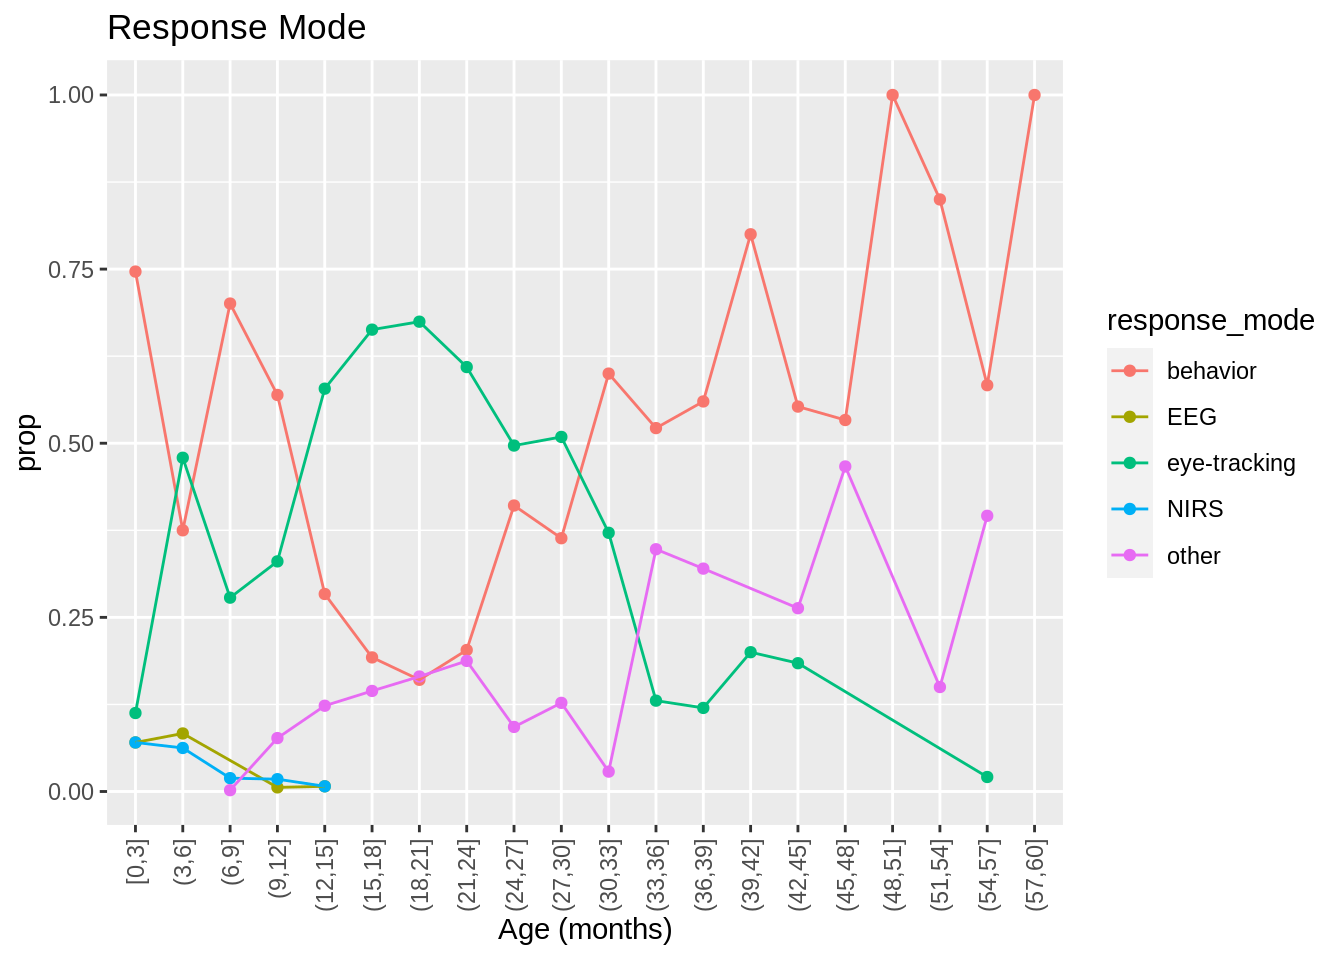 Response Mode
1.00
0.75
0.50
0.25
0.00
prop
[0,3]
(3,6]
(6,9]
(9,12]
(12,15]
(15,18]
(18,21]
(21,24]
(24,27]
(27,30]
(30,33]
(33,36]
(36,39]
(39,42]
(42,45]
(45,48]
(48,51]
(51,54]
(54,57]
(57,60]
Age (months)
response_mode
behavior
EEG
eye-tracking
NIRS
other